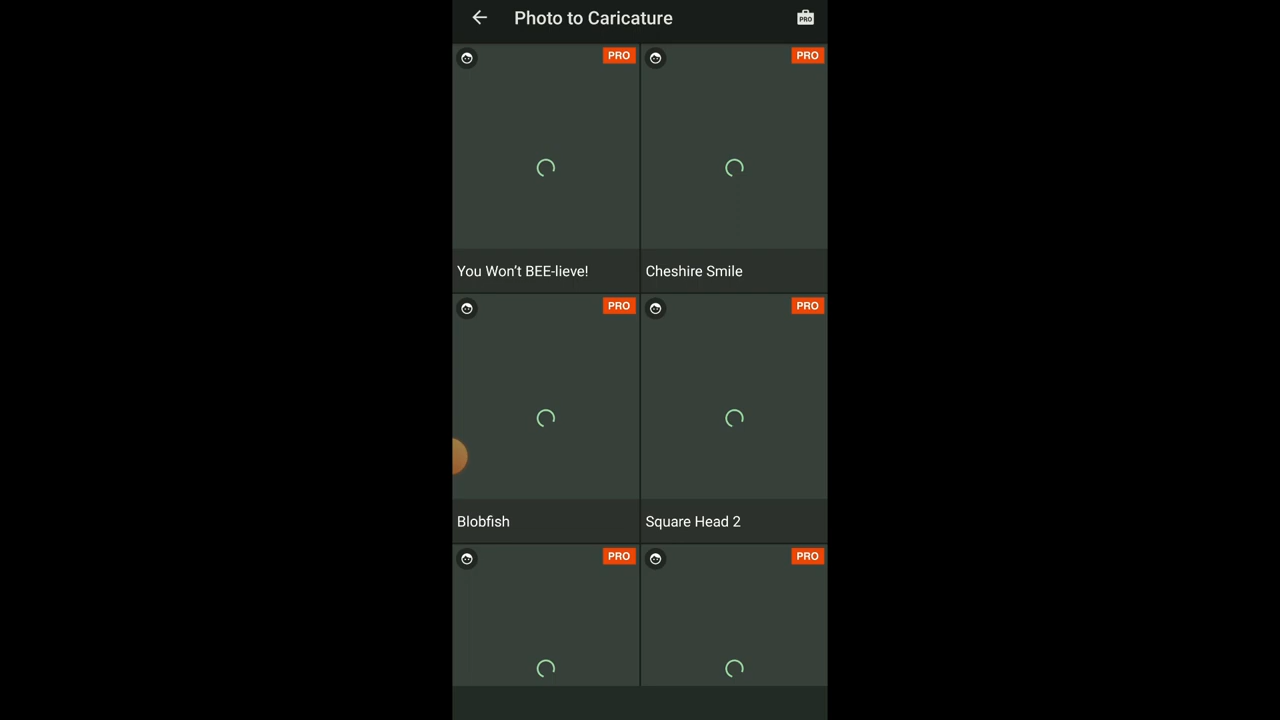 Photo to Caricature
PRO
PRO
PRO
You Won’t BEE-lieve!
Cheshire Smile
PRO
PRO
Blobfish
Square Head 2
PRO
PRO